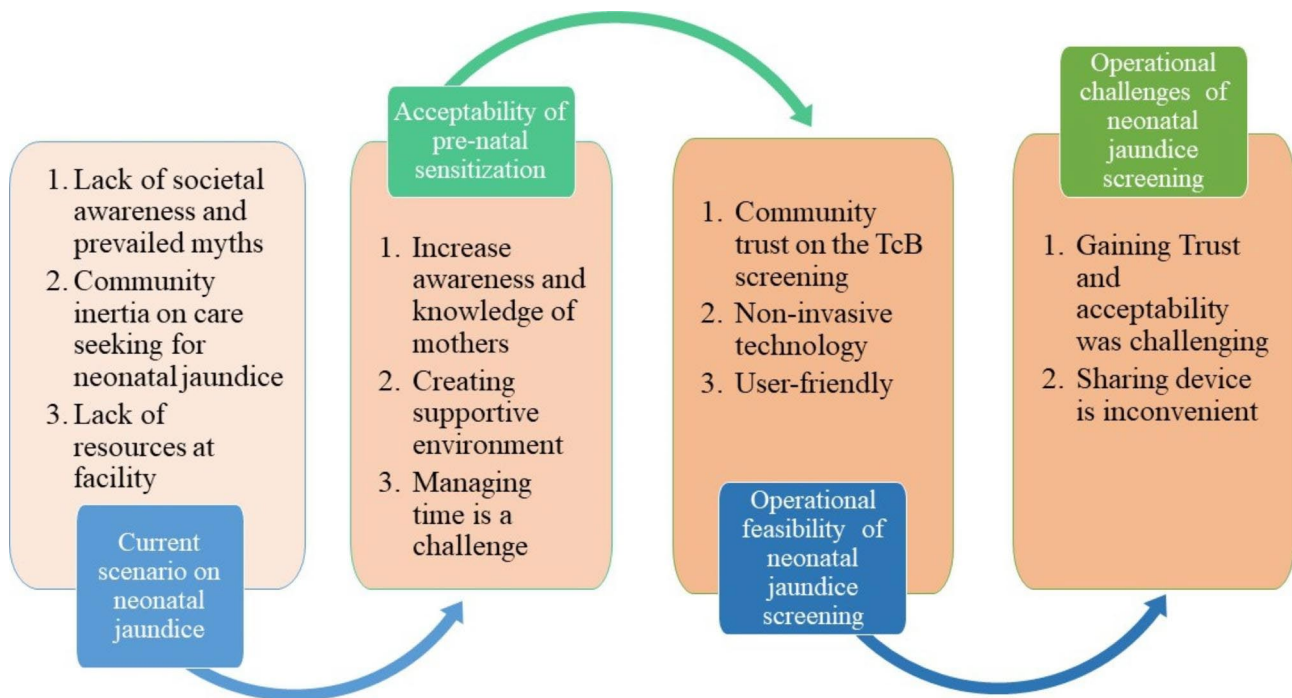 1. Lack of societal
awareness and
prevailed myths
2. Community
inertia on care
seeking for
neonatal jaundice
3. Lack of
resources at
facility
Current
scenario on
neonatal
jaundice
Acceptability of
pre-natal
sensitization
1. Increase
awareness and
knowledge of
mothers
2. Creating
supportive
environment
3. Managing
time is a
challenge
1. Community
trust on the TcB
screening
2. Non-invasive
technology
3. User-friendly
Operational
feasibility of
neonatal
jaundice
screening
Operational
challenges of
neonatal
jaundice
screening
1. Gaining Trust
and
acceptability
was challenging
2. Sharing device
is inconvenient